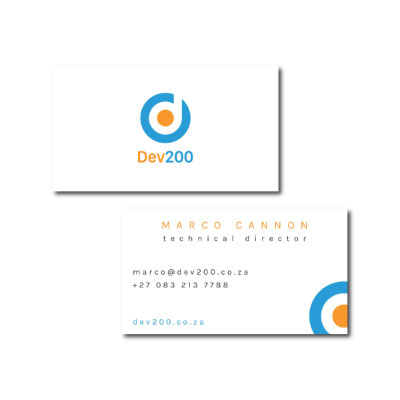 Dev200
MARCO CANNON
technical director
marco@dev200.co.za
+27 083 213 7788
dev200.co.za